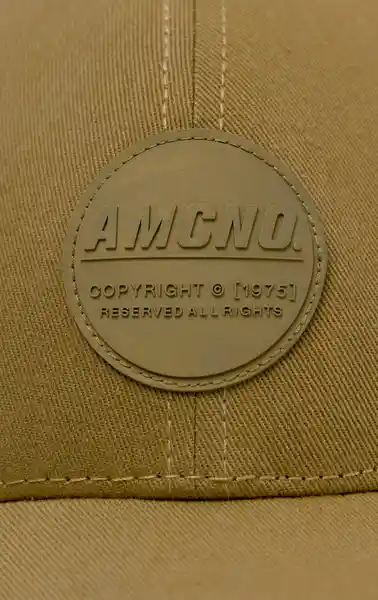 AMCNO.
COPYRIGHT © [1975]
RESERVED ALL RIGHTS